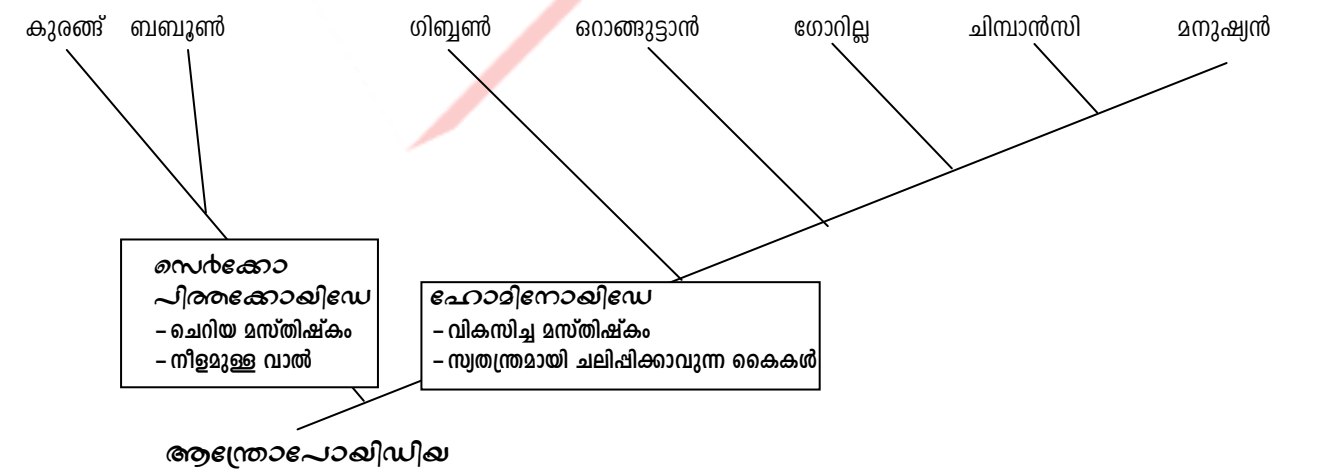 കുരങ്ങ് ബബൂൺ ഗിബ്ബൺ ഒറാങ്ങുട്ടാൻ ഗോറില്ല ചിമ്പാൻസി മനുഷ്യൻ
സെർക്കോ
പിത്തക്കോയിഡേ
– ചെറിയ മസ്തിഷ്കം
– നീളമുള്ള വാൽ
ഹോമിനോയിഡേ
– വികസിച്ച മസ്തിഷ്കം
– സ്വതന്ത്രമായി ചലിപ്പിക്കാവുന്ന കൈകൾ
ആന്ത്രോപോയിഡിയ